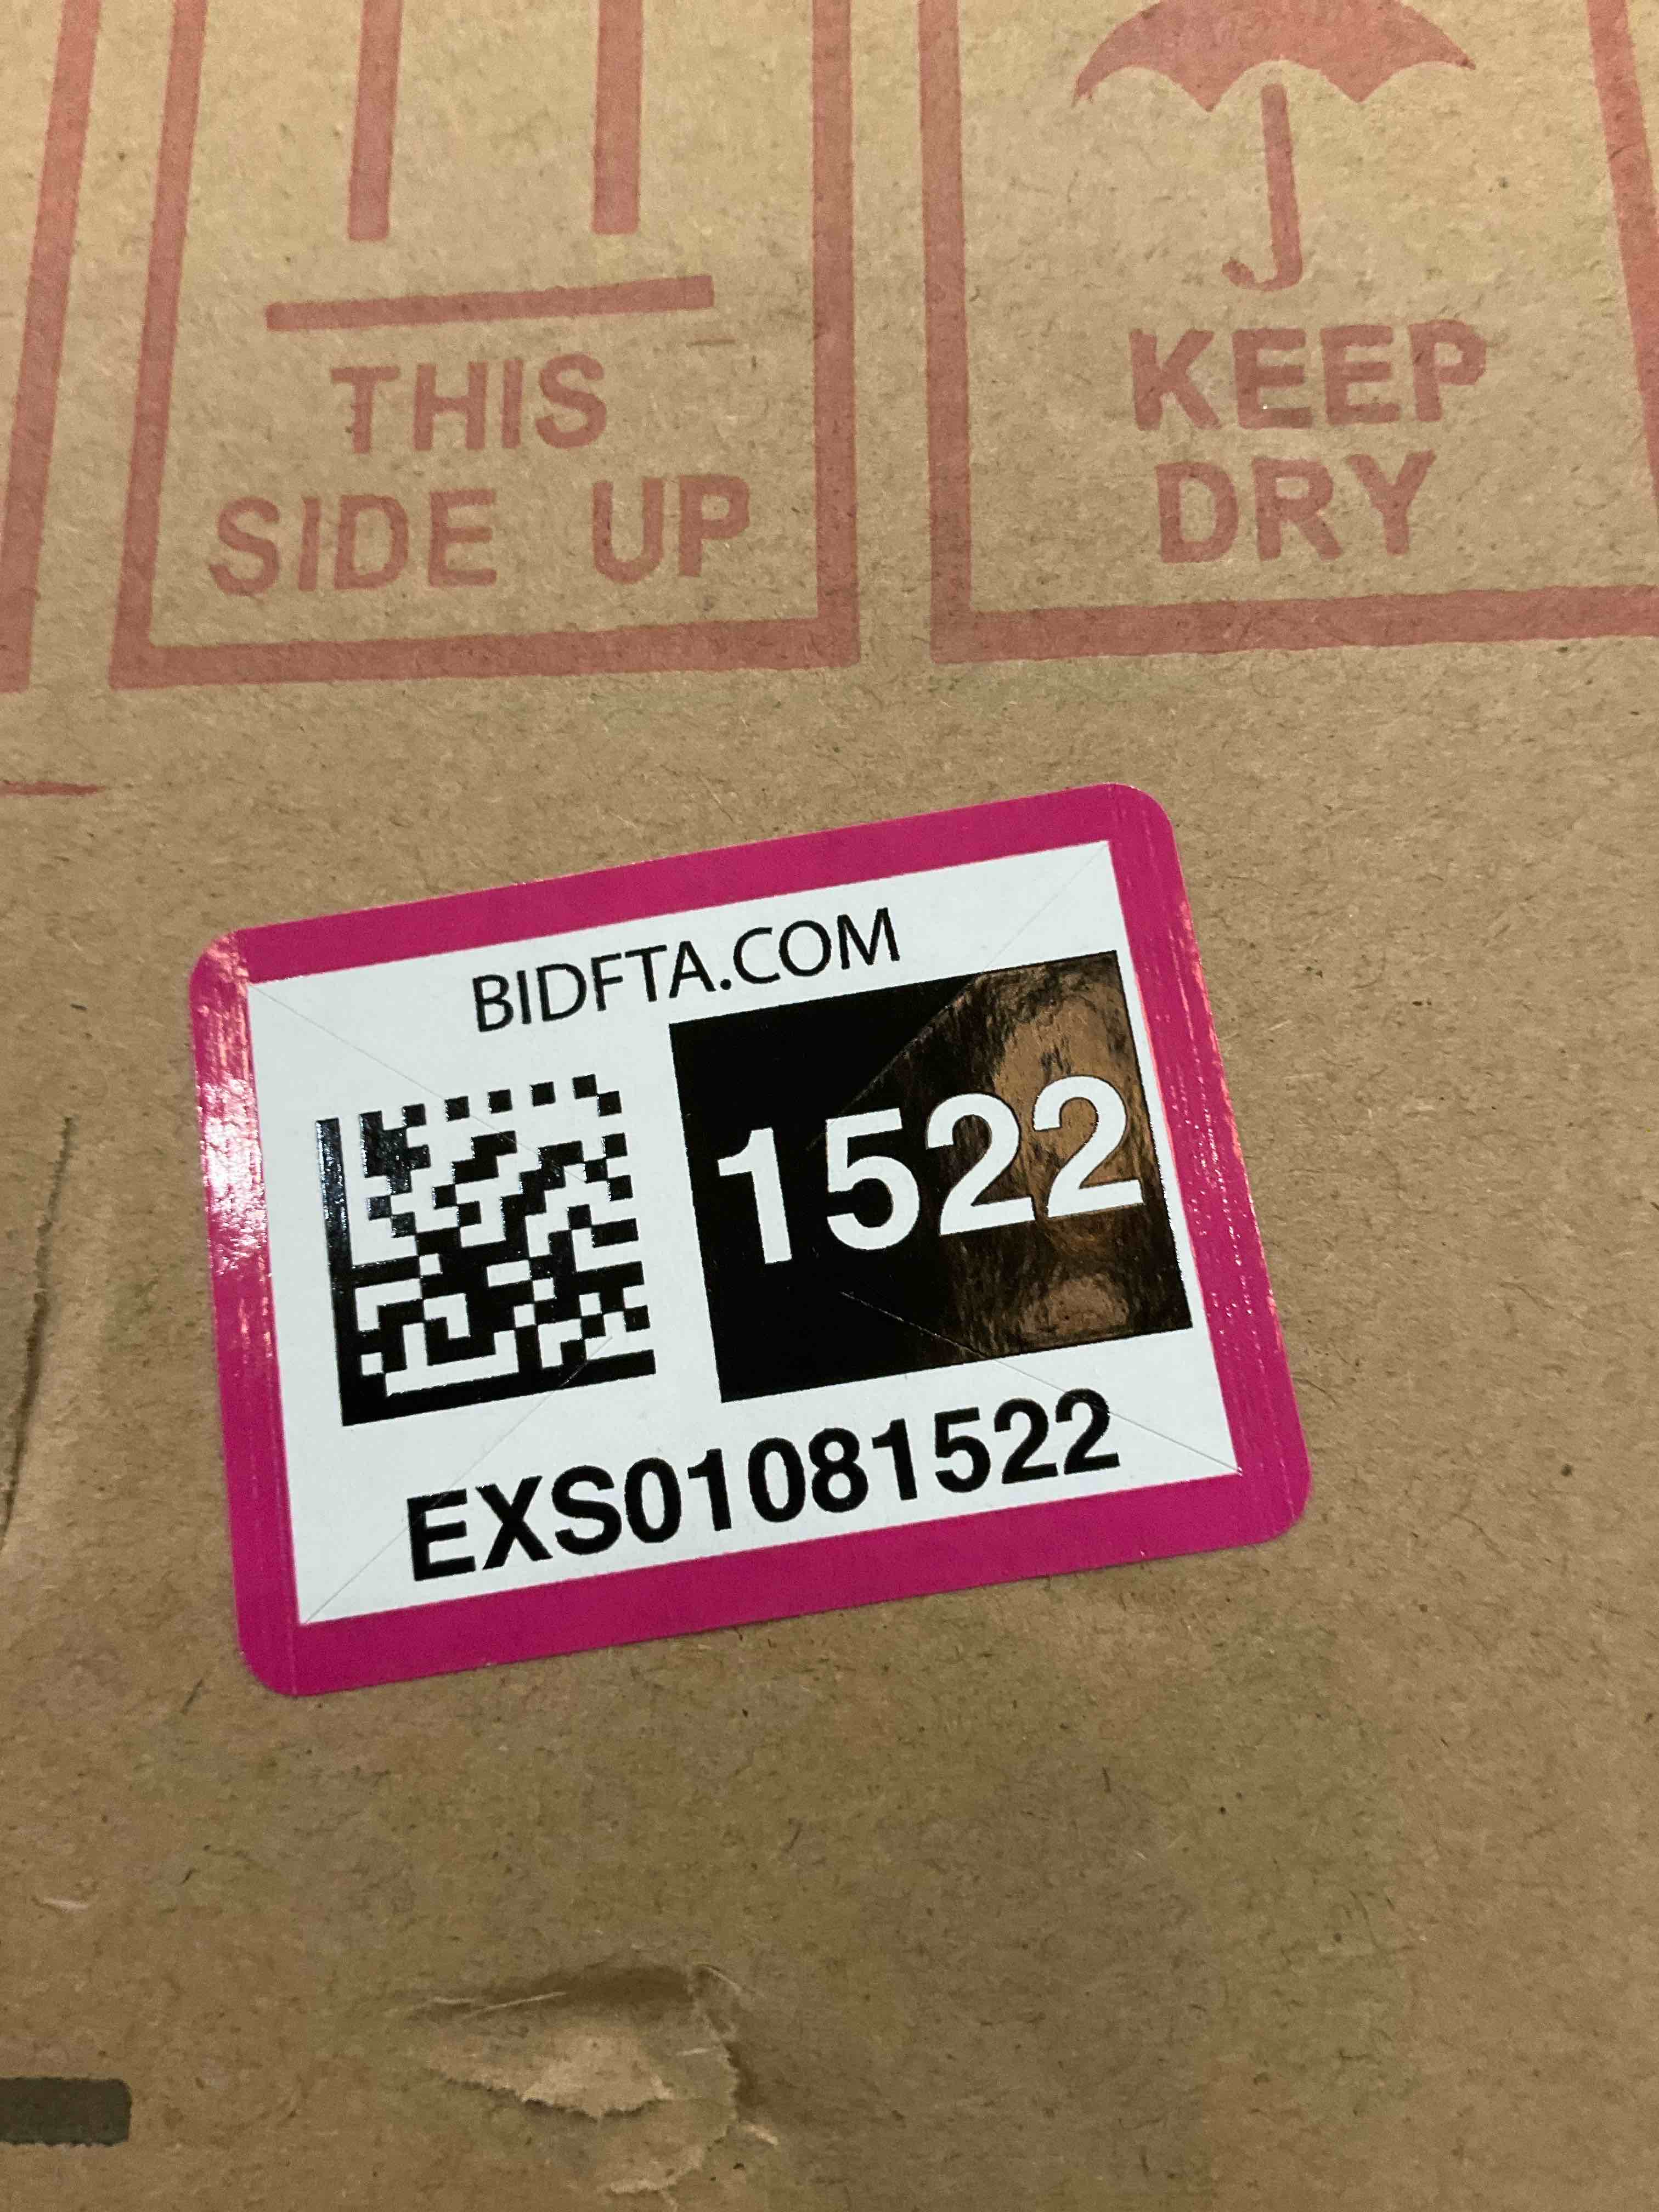 THIS
SIDE UP
KEEP
DRY
BIDFTA.COM
1522
EXS01081522